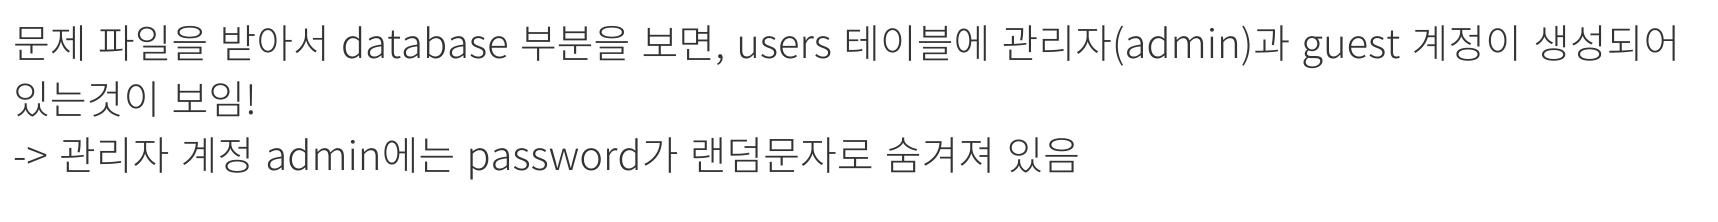 문제 파일을 받아서 database 부분을 보면, users 테이블에 관리자(admin)과 guest 계정이 생성되어
있는것이 보임!
-> 관리자 계정 admin에는 password가 랜덤문자로 숨겨져 있음